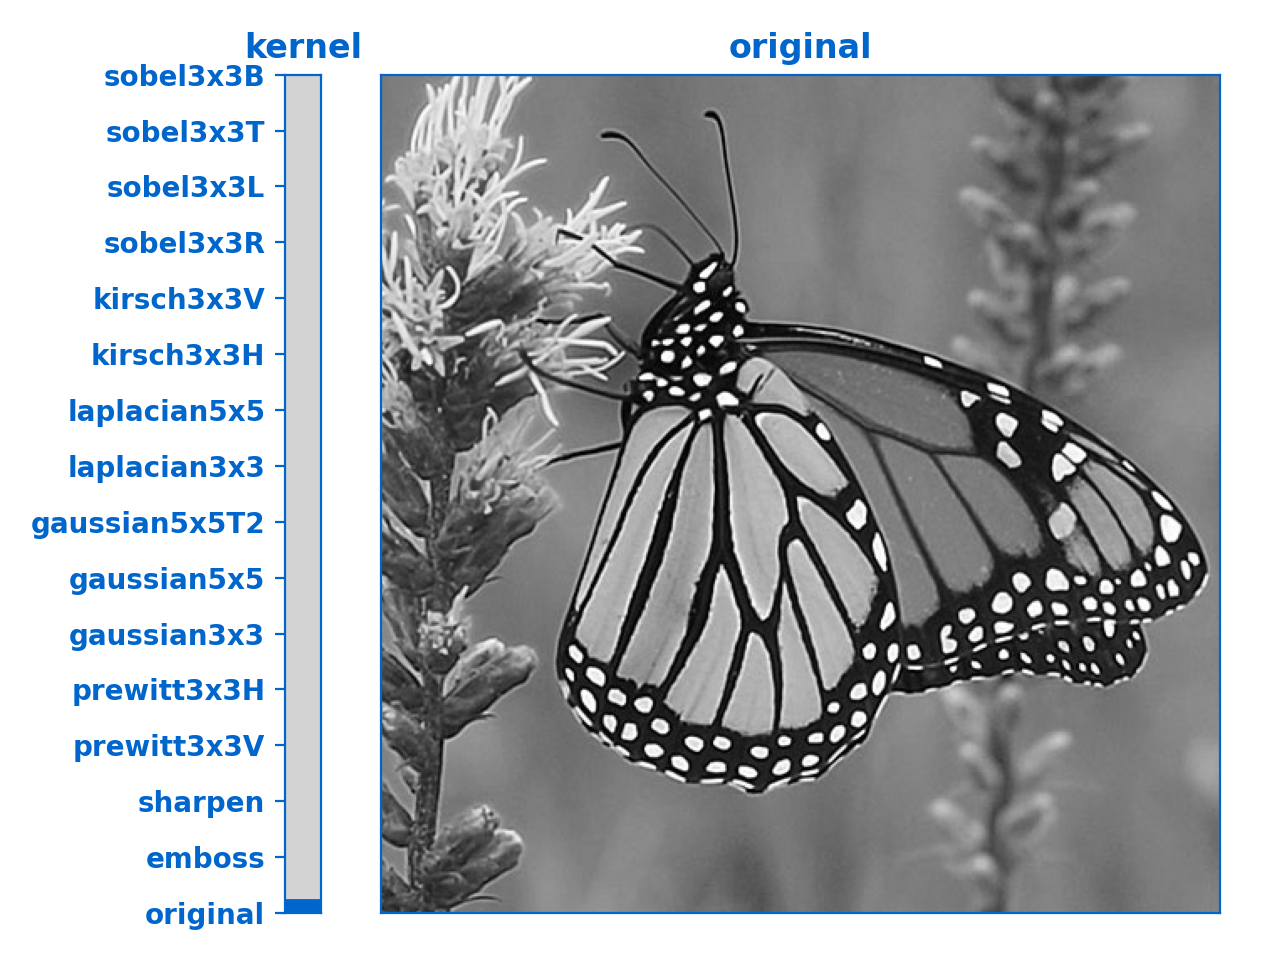 kernel
original
sobel3x3B
sobel3x3T
sobel3x3L
sobel3x3R
kirsch3x3V
kirsch3x3H
laplacian5x5
laplacian3x3
gaussian5x5T2
gaussian5x5
gaussian3x3
prewitt3x3H
prewitt3x3V
sharpen
emboss
original